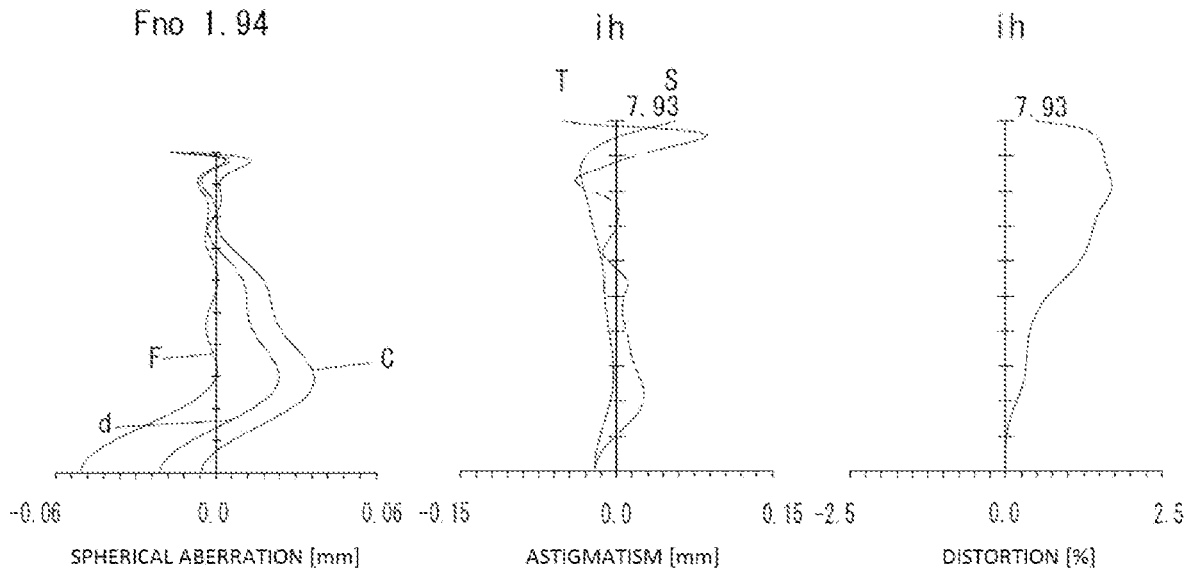 Fno 1.94
ih
ih
T S
7.93
7.93
F
C
d
-0.06 0.0 0.06
-0.15 0.0 0.15
-2.5 0.0 2.5
SPHERICAL ABERRATION [mm]
ASTIGMATISM [mm]
DISTORTION [%]